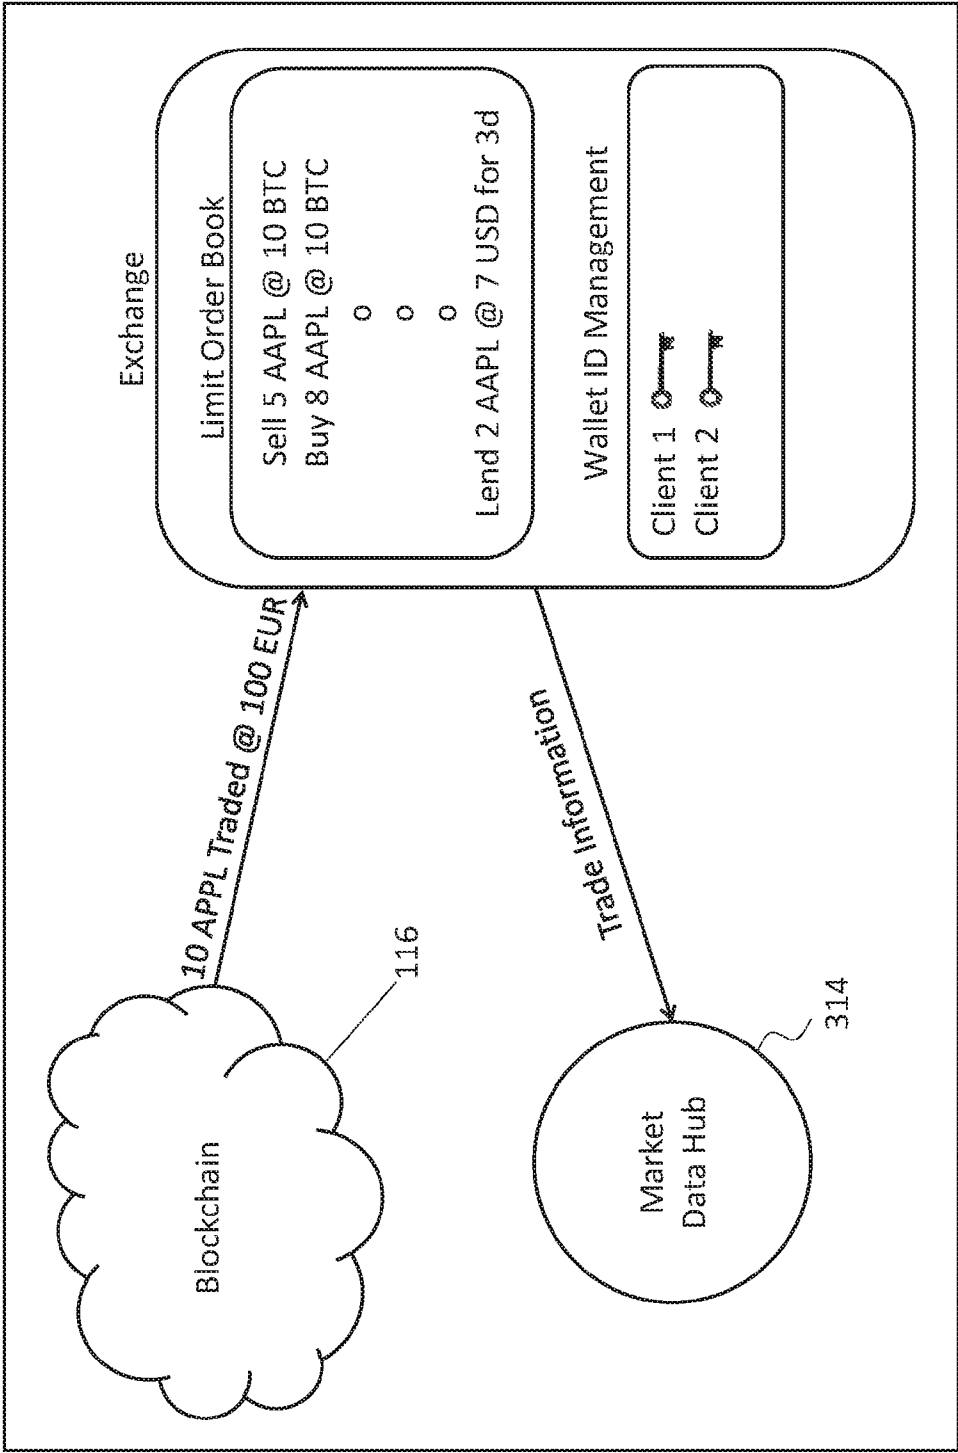 Exchange
Limit Order Book
Sell 5 AAPL @ 10 BTC
Buy 8 AAPL @ 10 BTC
o
o
o
Lend 2 AAPL @ 7 USD for 3d
Wallet ID Management
Client 1
Client 2
10 APPL Traded @ 100 EUR
Blockchain
116
Trade Information
Market
Data Hub
314